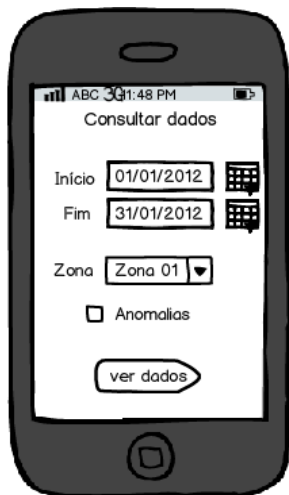 ABC 3G 11:48 PM
Consultar dados
Início 01/01/2012
Fim 31/01/2012
Zona Zona 01
Anomalias
ver dados